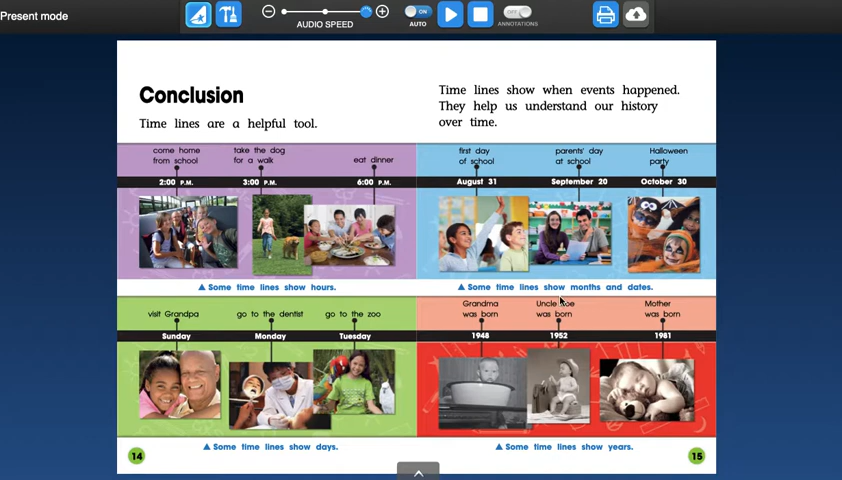 Present mode
AUDIO SPEED
ON
AUTO
OFF
ANNOTATIONS
Conclusion
Time lines are a helpful tool.
Time lines show when events happened.
They help us understand our history
over time.
come home
from school
take the dog
for a walk
eat dinner
2:00 P.M.
3:00 P.M.
6:00 P.M.
▲ Some time lines show hours.
first day
of school
parents' day
at school
Halloween
party
August 31
September 20
October 30
▲ Some time lines show months and dates.
visit Grandpa
go to the dentist
go to the zoo
Sunday
Monday
Tuesday
▲ Some time lines show days.
Grandma
was born
Uncle Joe
was born
Mother
was born
1948
1952
1981
▲ Some time lines show years.
14
15